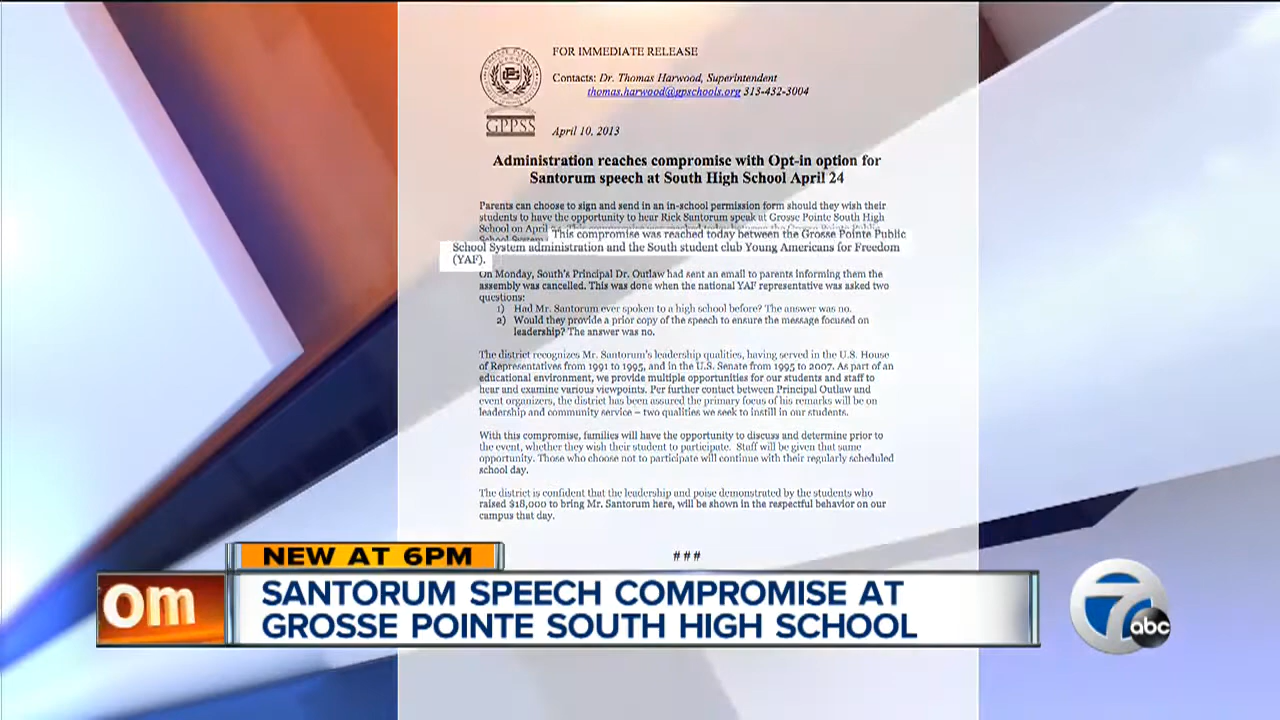 FOR IMMEDIATE RELEASE
Contacts: Dr. Thomas Harwood, Superintendent
thomas.harwood@gpschools.org 313-432-3004
GPPSS
April 10, 2013
Administration reaches compromise with Opt-in option for
Santorum speech at South High School April 24
Parents can choose to sign and send in an in-school permission form should they wish their
students to have the opportunity to hear Rick Santorum speak at Grosse Pointe South High
School on April
School System
This compromise was reached today between the Grosse Pointe Public
School System administration and the South student club Young Americans for Freedom
(YAF).
On Monday, South's Principal Dr. Outlaw had sent an email to parents informing them the
assembly was cancelled. This was done when the national YAF representative was asked two
questions:
1) Had Mr. Santorum ever spoken to a high school before? The answer was no.
2) Would they provide a prior copy of the speech to ensure the message focused on
leadership? The answer was no.
The district recognizes Mr. Santorum's leadership qualities, having served in the U.S. House
of Representatives from 1991 to 1995, and in the U.S. Senate from 1995 to 2007. As part of an
educational environment, we provide multiple opportunities for our students and staff to
hear and examine various viewpoints. Per further contact between Principal Outlaw and
event organizers, the district has been assured the primary focus of his remarks will be on
leadership and community service – two qualities we seek to instill in our students.
With this compromise, families will have the opportunity to discuss and determine prior to
the event, whether they wish their student to participate. Staff will be given that same
opportunity. Those who choose not to participate will continue with their regularly scheduled
school day.
The district is confident that the leadership and poise demonstrated by the students who
raised $18,000 to bring Mr. Santorum here, will be shown in the respectful behavior on our
campus that day.
# # #
NEW AT 6PM
om
SANTORUM SPEECH COMPROMISE AT
GROSSE POINTE SOUTH HIGH SCHOOL
7 abc